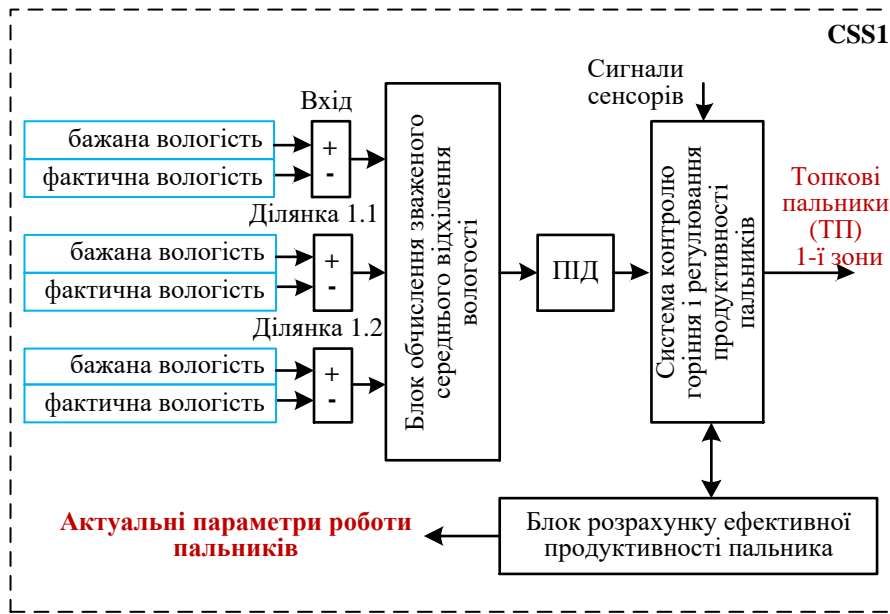 CSS1
Сигнали
сенсорів
Вхід
бажана вологість
фактична вологість
+
-
Ділянка 1.1
бажана вологість
фактична вологість
+
-
Ділянка 1.2
бажана вологість
фактична вологість
+
-
Блок обчислення зваженого
середнього відхілення
вологості
ПІД
Система контролю
горіння і регулювання
продуктивності
пальників
Топкові
пальники
(ТП)
1-ї зони
Актуальні параметри роботи
пальників
Блок розрахунку ефективної
продуктивності пальника